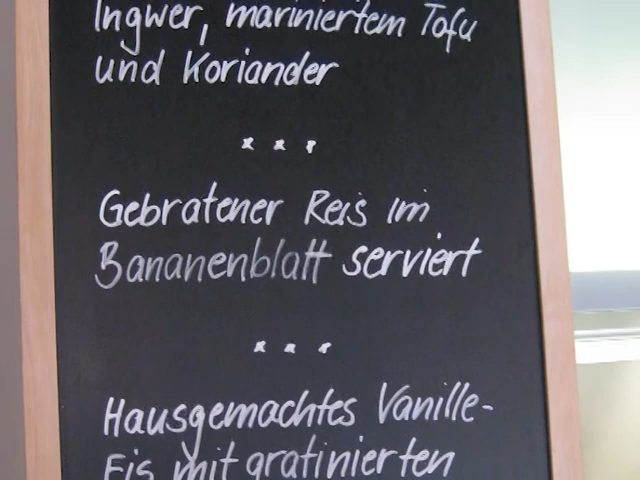 Ingwer, mariniertem Tofu
und Koriander
* * *
Gebratener Reis im
Bananenblatt serviert
* * *
Hausgemachtes Vanille-
Eis mit gratinierten